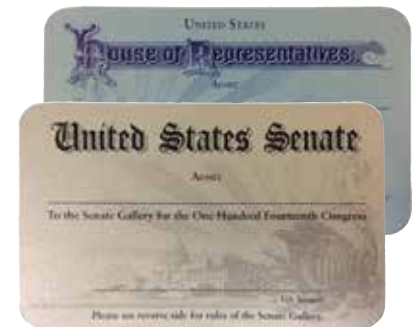 United States
House of Representatives
Admit
United States Senate
Admit
To the Senate Gallery for the One Hundred Fourteenth Congress
U.S. Senator
Please see reverse side for rules of the Senate Gallery.